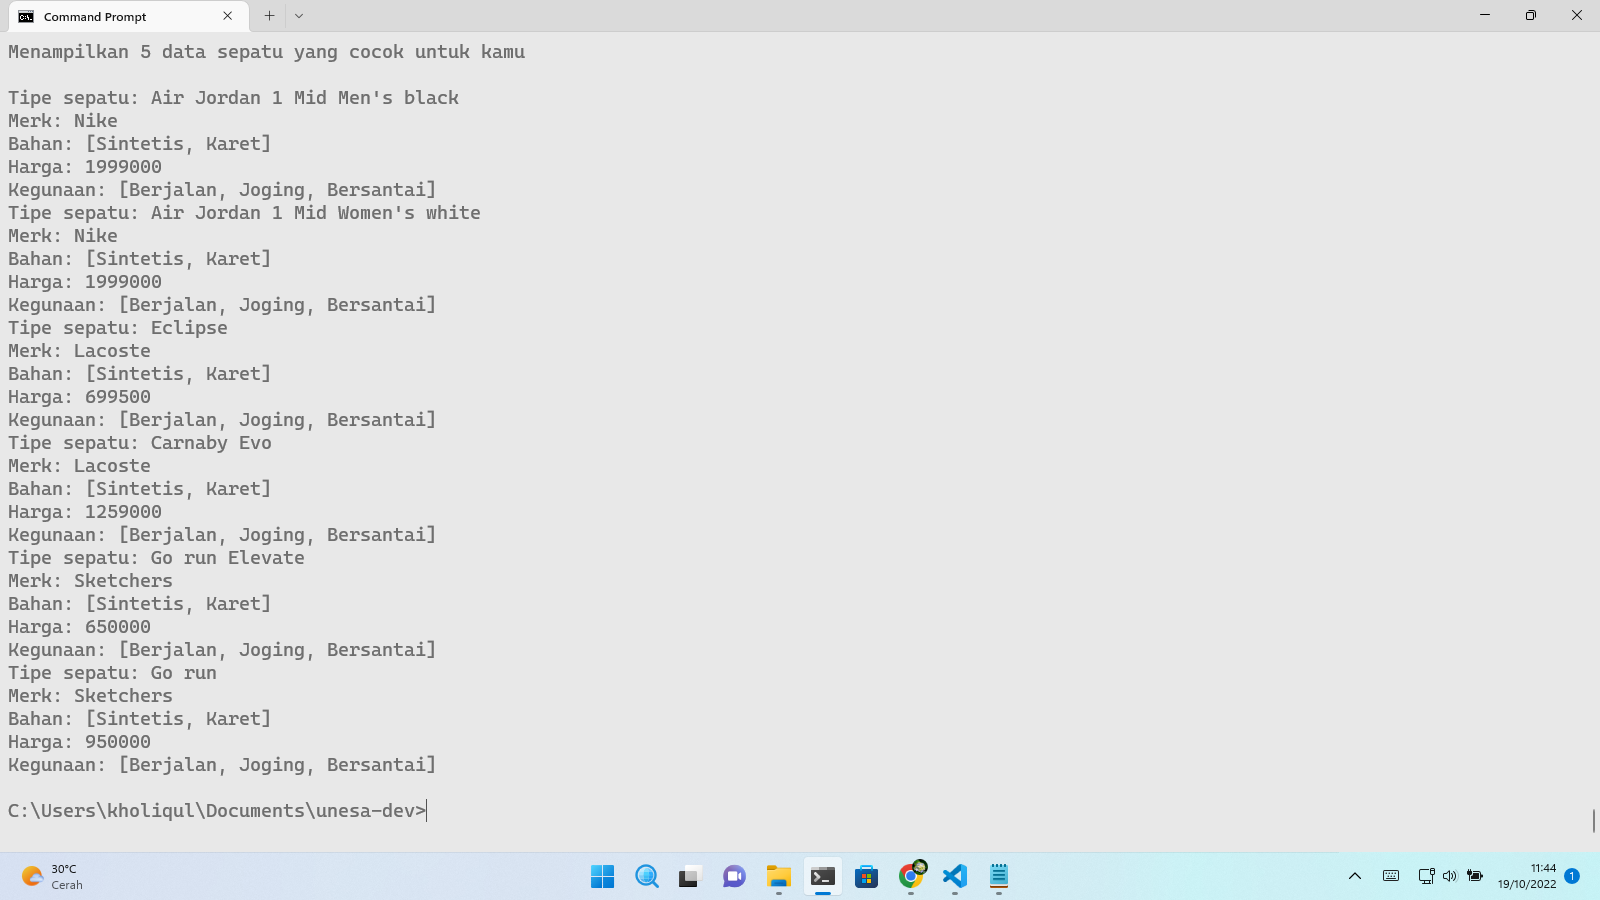 Command Prompt
Menampilkan 5 data sepatu yang cocok untuk kamu
Tipe sepatu: Air Jordan 1 Mid Men's black
Merk: Nike
Bahan: [Sintetis, Karet]
Harga: 1999000
Kegunaan: [Berjalan, Joging, Bersantai]
Tipe sepatu: Air Jordan 1 Mid Women's white
Merk: Nike
Bahan: [Sintetis, Karet]
Harga: 1999000
Kegunaan: [Berjalan, Joging, Bersantai]
Tipe sepatu: Eclipse
Merk: Lacoste
Bahan: [Sintetis, Karet]
Harga: 699500
Kegunaan: [Berjalan, Joging, Bersantai]
Tipe sepatu: Carnaby Evo
Merk: Lacoste
Bahan: [Sintetis, Karet]
Harga: 1259000
Kegunaan: [Berjalan, Joging, Bersantai]
Tipe sepatu: Go run Elevate
Merk: Sketchers
Bahan: [Sintetis, Karet]
Harga: 650000
Kegunaan: [Berjalan, Joging, Bersantai]
Tipe sepatu: Go run
Merk: Sketchers
Bahan: [Sintetis, Karet]
Harga: 950000
Kegunaan: [Berjalan, Joging, Bersantai]
C:\Users\kholiqul\Documents\unesa-dev>
30°C
Cerah
11:44
19/10/2022
1